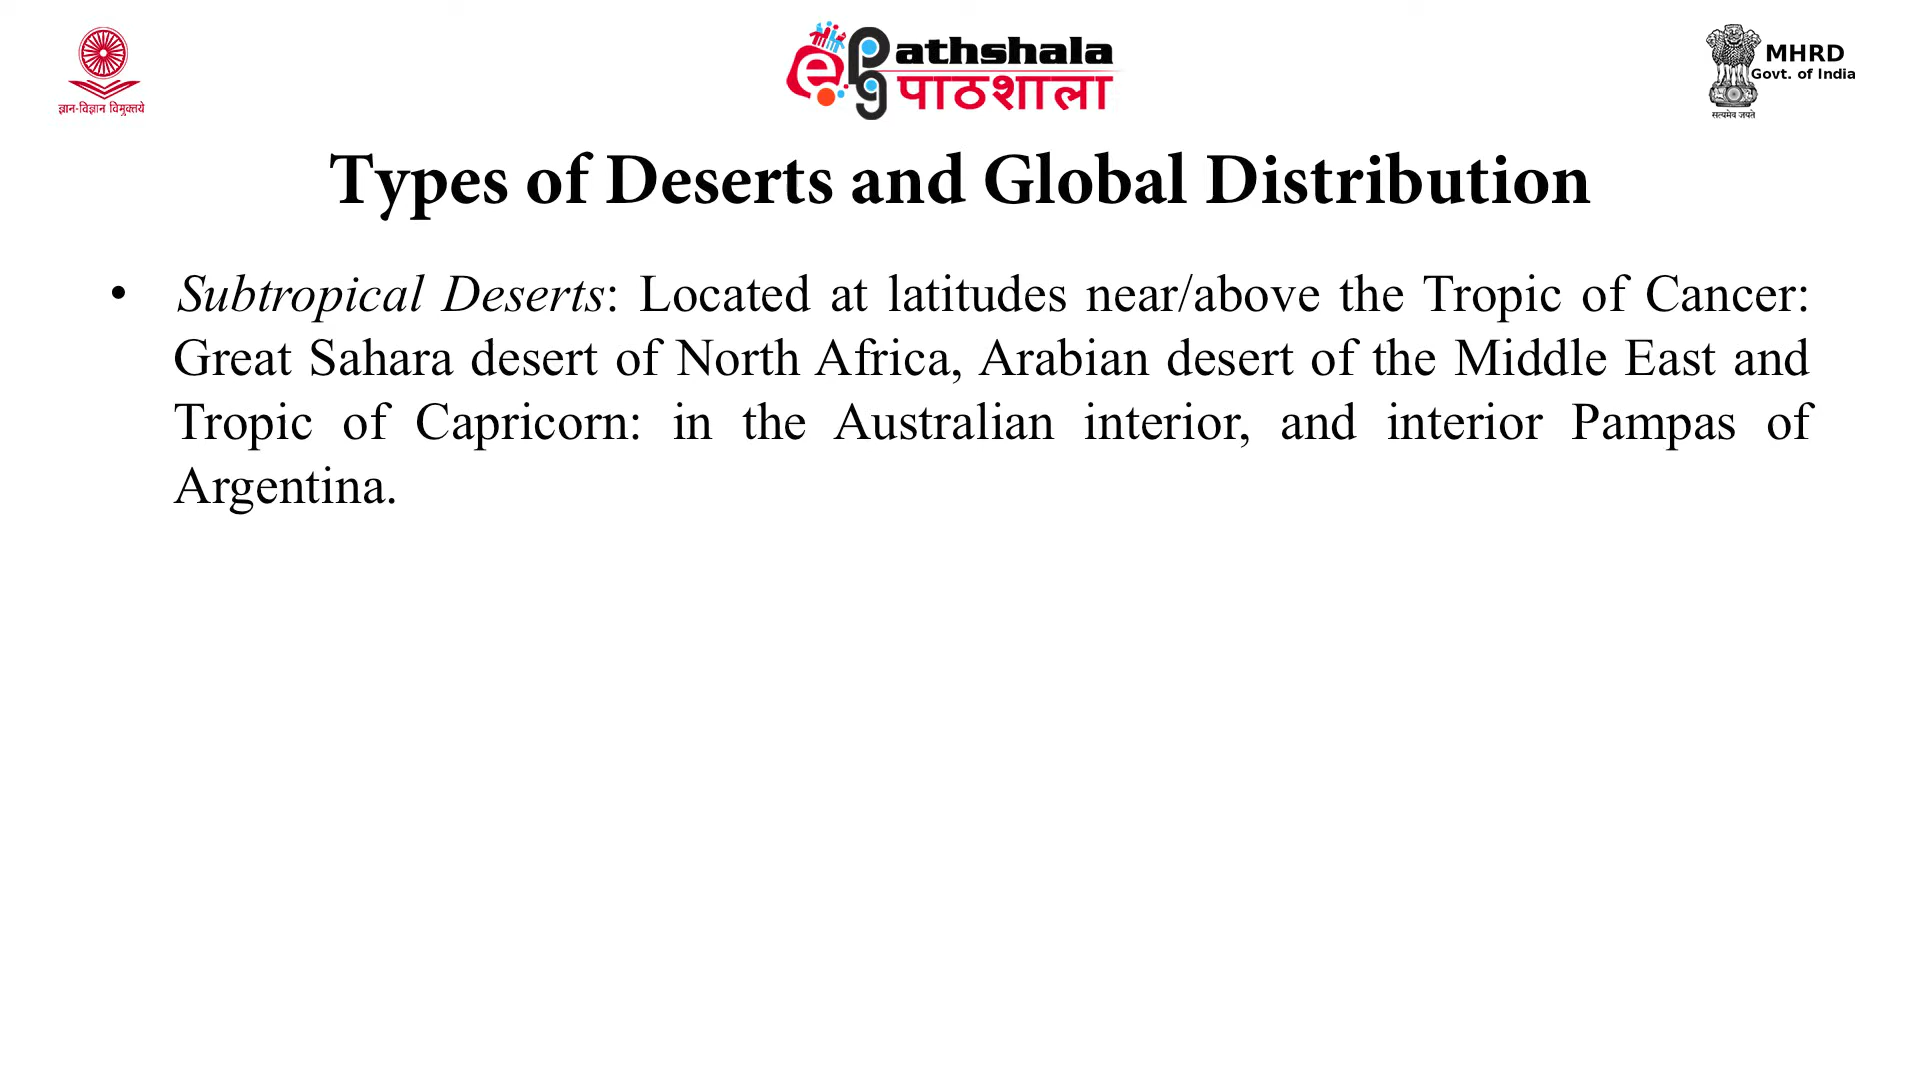 ज्ञान-विज्ञान विमुक्तये
ePgathshala
पाठशाला
MHRD
Govt. of India
सत्यमेव जयते
Types of Deserts and Global Distribution
• Subtropical Deserts: Located at latitudes near/above the Tropic of Cancer:
Great Sahara desert of North Africa, Arabian desert of the Middle East and
Tropic of Capricorn: in the Australian interior, and interior Pampas of
Argentina.